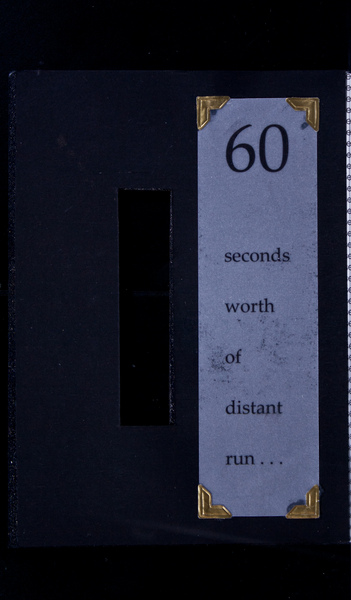 60
seconds
worth
of
distant
run . . .